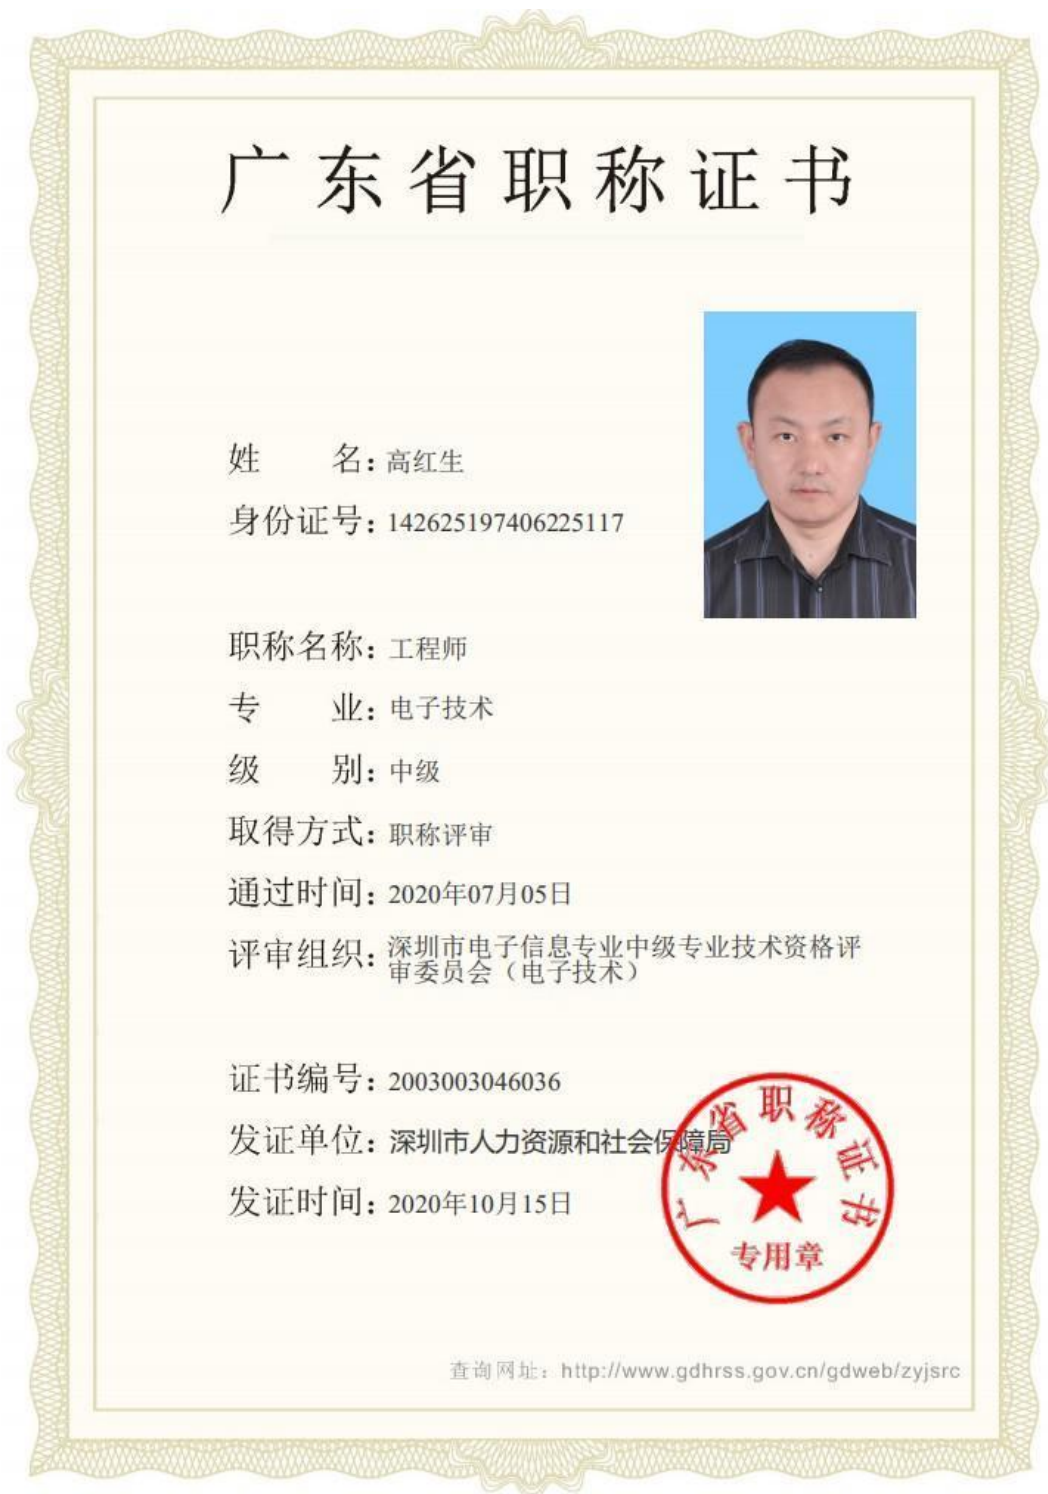 广东省职称证书
姓 名：高红生
身份证号：142625197406225117
职称名称：工程师
专 业：电子技术
级 别：中级
取得方式：职称评审
通过时间：2020年07月05日
评审组织：深圳市电子信息专业中级专业技术资格评
审委员会（电子技术）
证书编号：2003003046036
发证单位：深圳市人力资源和社会保障局
发证时间：2020年10月15日
广东省职称证书
专用章
查询网址：http://www.gdhrss.gov.cn/gdweb/zyjsrc